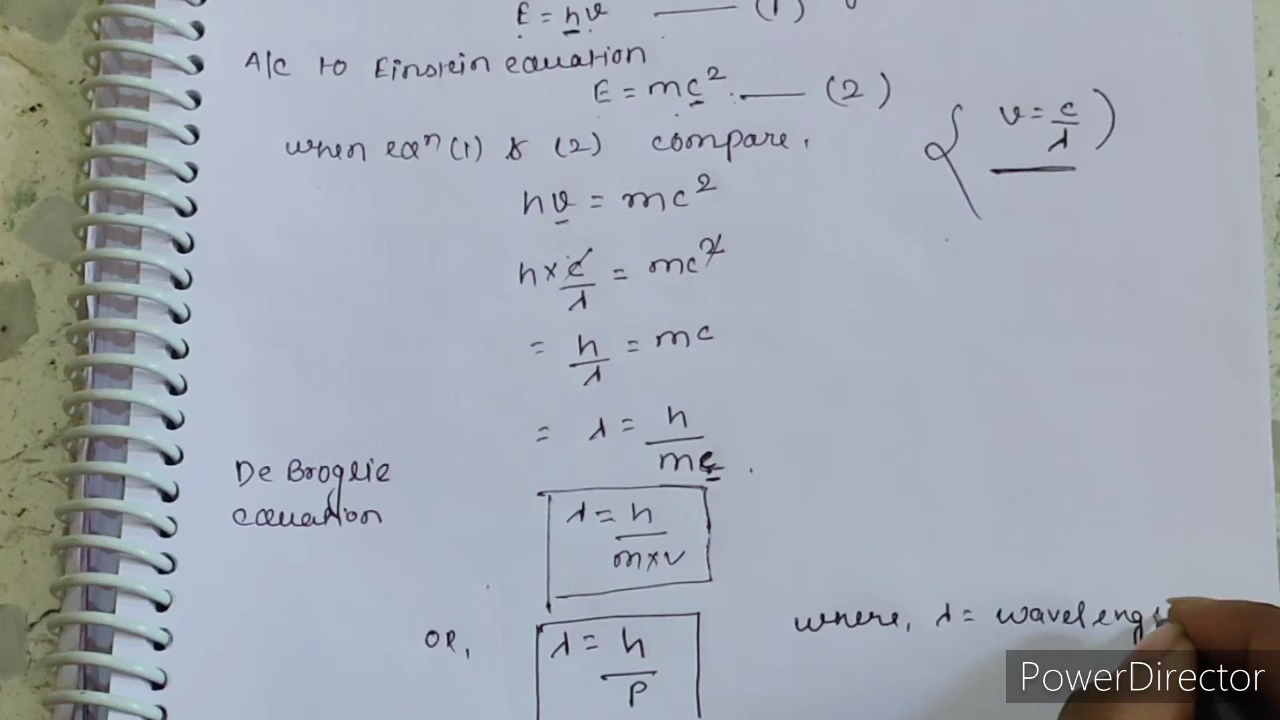 E = hν —— (1)
A/c to Einstein equation
E = mc². —— (2)
{ ν = c/λ )
when eqⁿ (1) & (2) compare,
hν = mc²
h × c/λ = mc²
= h/λ = mc
= λ = h/mc .
De Broglie
equation
λ = h/m×v
OR,
λ = h/p
where, λ = waveleng
PowerDirector